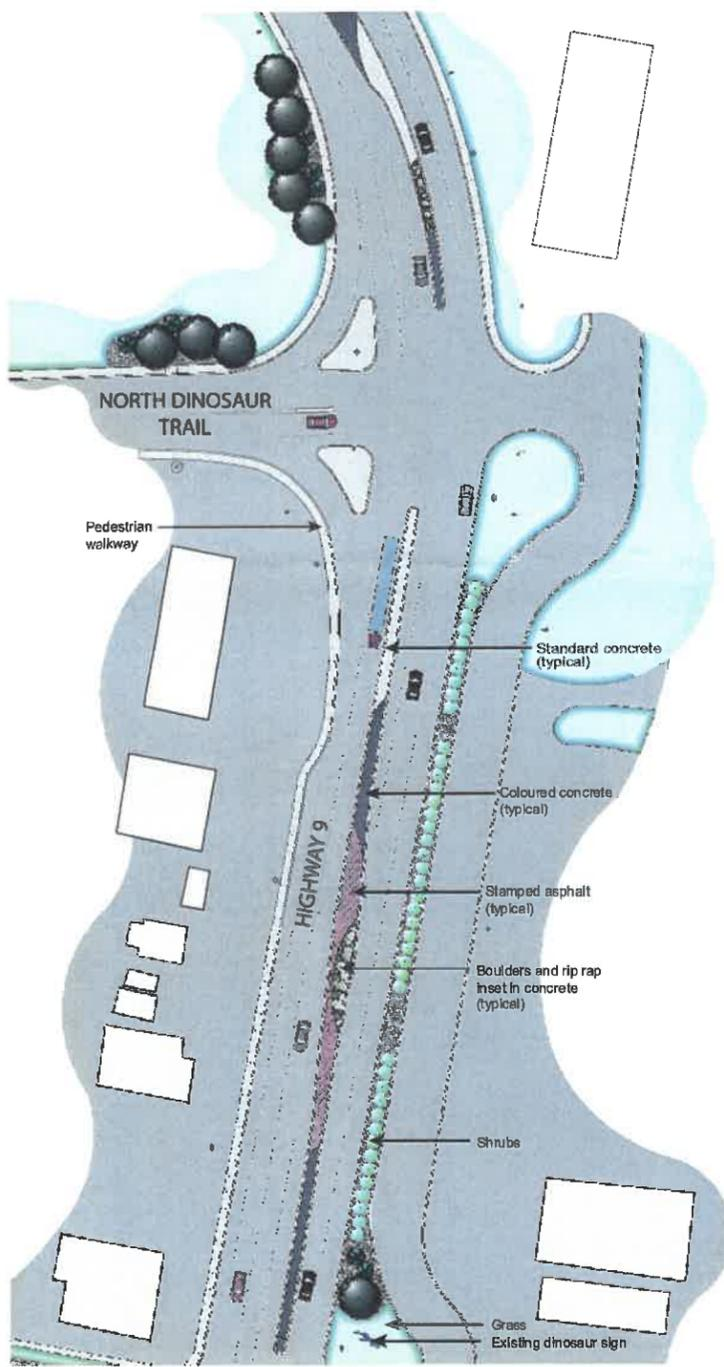 NORTH DINOSAUR
TRAIL
Pedestrian
walkway
Standard concrete
(typical)
Coloured concrete
(typical)
HIGHWAY 9
Stamped asphalt
(typical)
Boulders and rip rap
inset in concrete
(typical)
Shrubs
Grass
Existing dinosaur sign